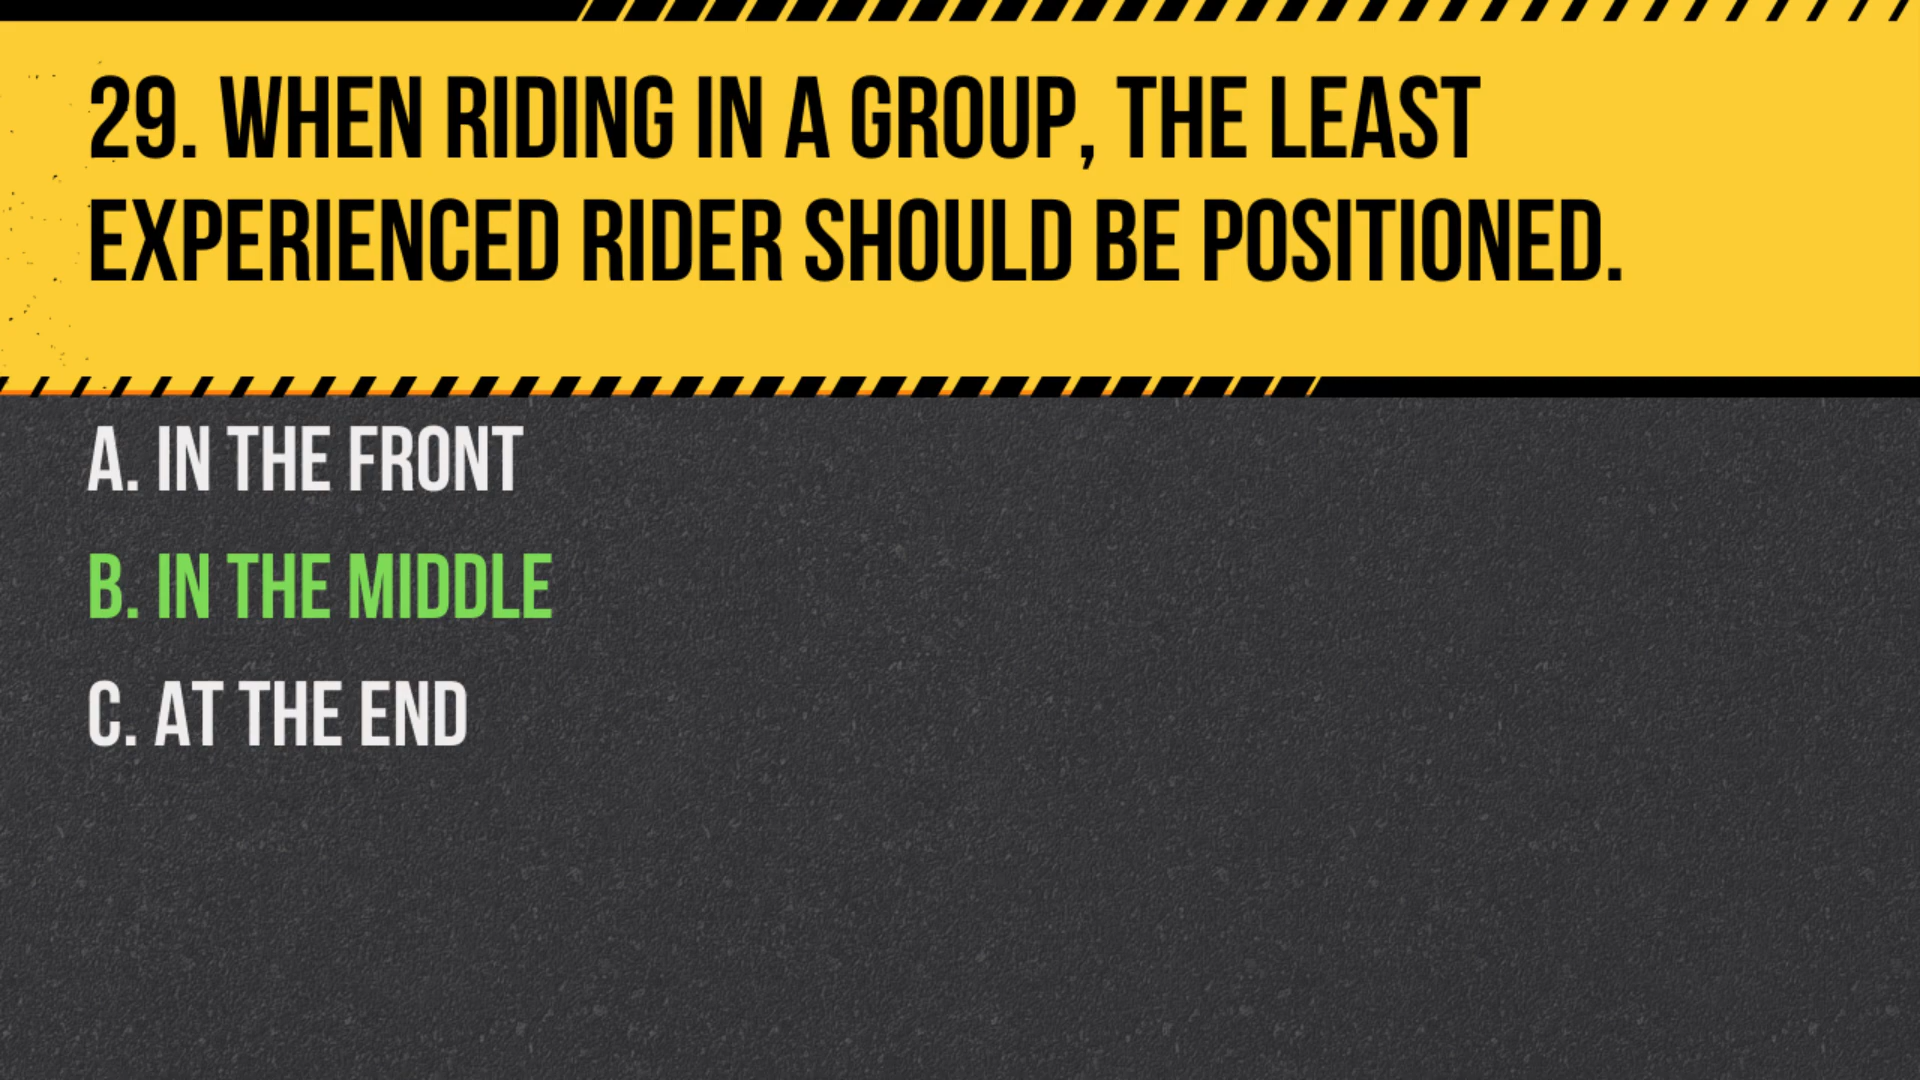 29. WHEN RIDING IN A GROUP, THE LEAST
EXPERIENCED RIDER SHOULD BE POSITIONED.
A. IN THE FRONT
B. IN THE MIDDLE
C. AT THE END